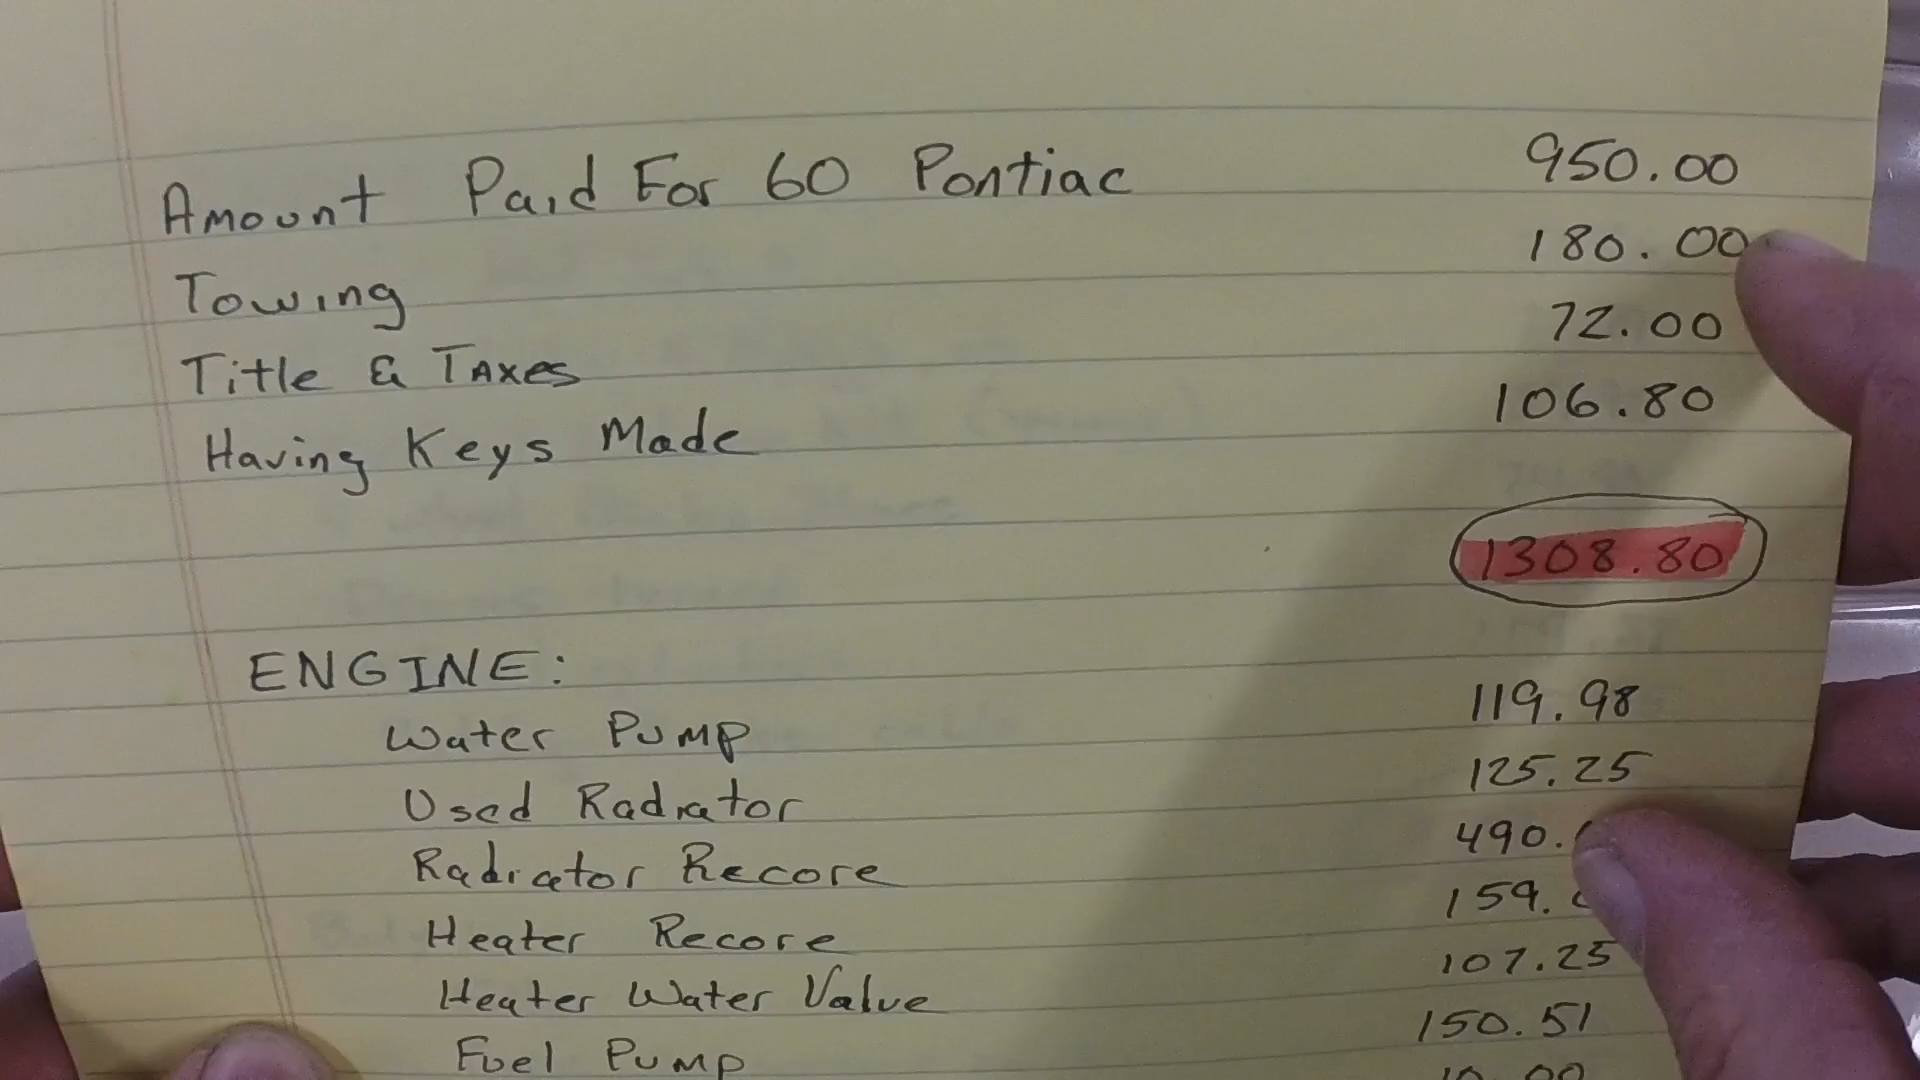 Amount Paid For 60 Pontiac 950.00
Towing 180.00
Title & Taxes 72.00
Having Keys Made 106.80
1308.80
ENGINE:
Water Pump 119.98
Used Radiator 125.25
Radiator Recore 490.
Heater Recore 159.
Heater Water Valve 107.25
Fuel Pump 150.51